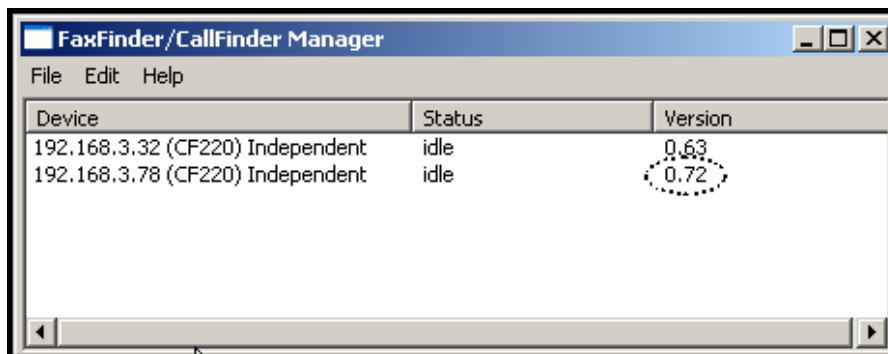 FaxFinder/CallFinder Manager
File Edit Help
Device Status Version
192.168.3.32 (CF220) Independent idle 0.63
192.168.3.78 (CF220) Independent idle 0.72